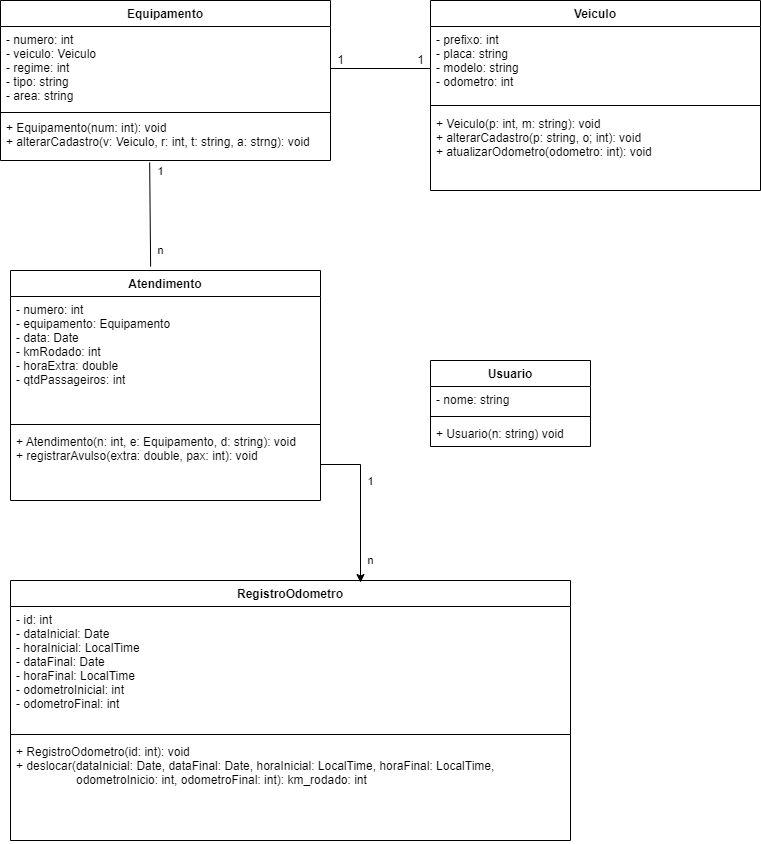 Equipamento
- numero: int
- veiculo: Veiculo
- regime: int
- tipo: string
- area: string
+ Equipamento(num: int): void
+ alterarCadastro(v: Veiculo, r: int, t: string, a: strng): void
1
1
Veículo
- prefixo: int
- placa: string
- modelo: string
- odometro: int
+ Veiculo(p: int, m: string): void
+ alterarCadastro(p: string, o; int): void
+ atualizarOdometro(odometro: int): void
1
n
Atendimento
- numero: int
- equipamento: Equipamento
- data: Date
- kmRodado: int
- horaExtra: double
- qtdPassageiros: int
+ Atendimento(n: int, e: Equipamento, d: string): void
+ registrarAvulso(extra: double, pax: int): void
Usuario
- nome: string
+ Usuario(n: string) void
1
n
RegistroOdometro
- id: int
- dataInicial: Date
- horaInicial: LocalTime
- dataFinal: Date
- horaFinal: LocalTime
- odometroInicial: int
- odometroFinal: int
+ RegistroOdometro(id: int): void
+ deslocar(dataInicial: Date, dataFinal: Date, horaInicial: LocalTime, horaFinal: LocalTime,
odometroInicio: int, odometroFinal: int): km_rodado: int